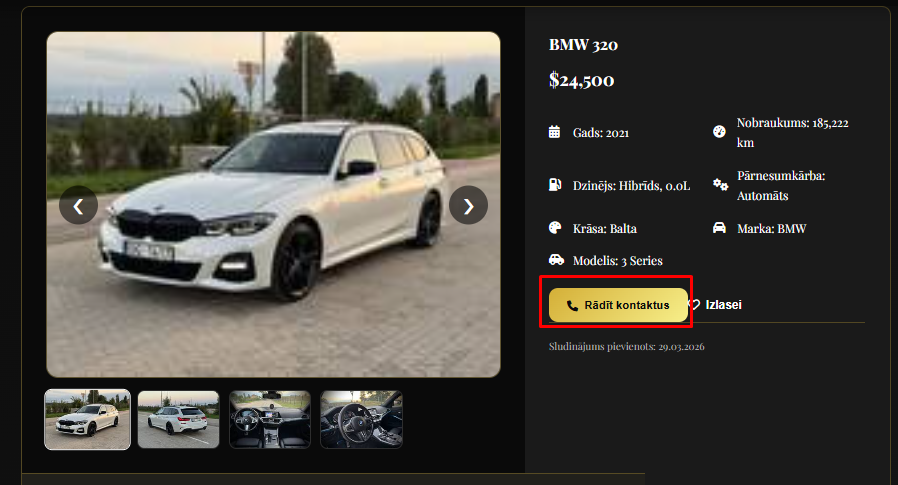 BMW 320
$24,500
Gads: 2021
Nobraukums: 185,222
km
Dzinējs: Hibrīds, 0.0L
Pārnesumkārba:
Automāts
Krāsa: Balta
Marka: BMW
Modelis: 3 Series
Rādīt kontaktus
Izlasei
Sludinājums pievienots: 29.03.2026